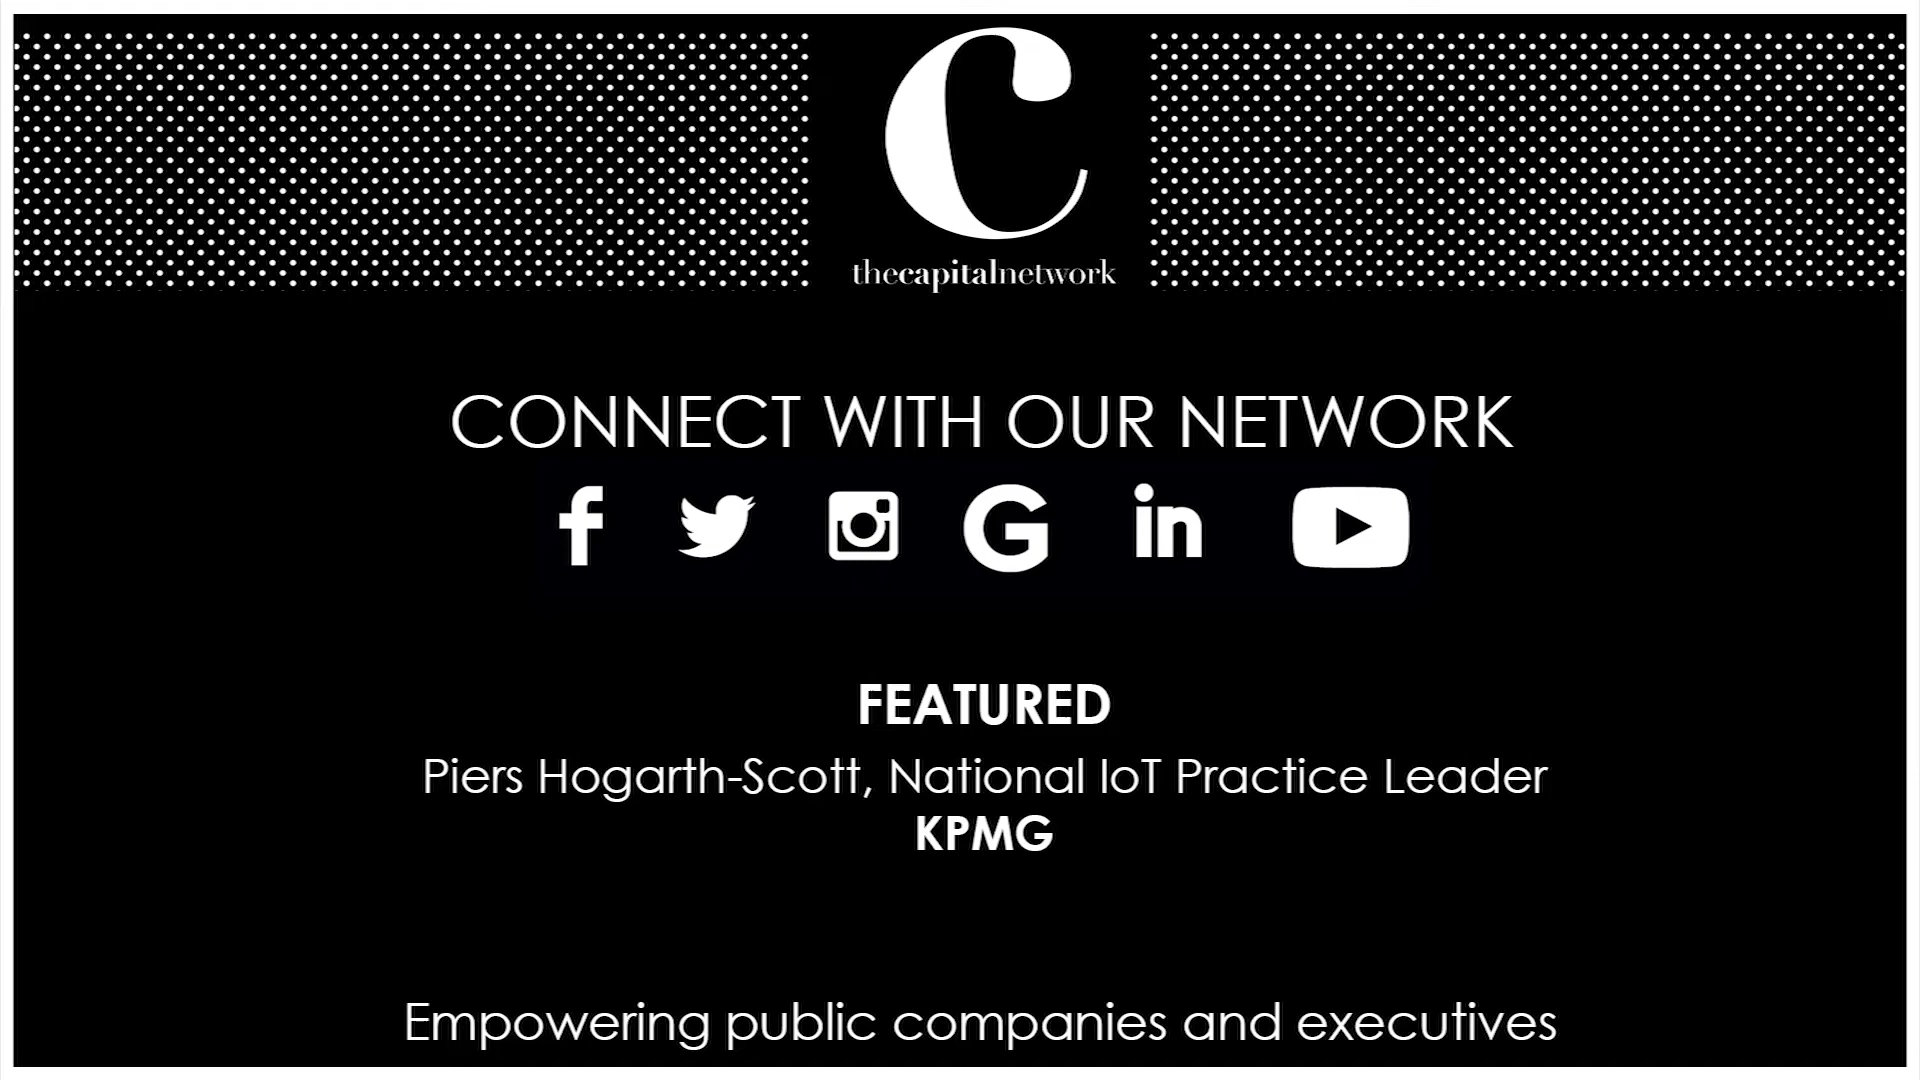 C
thecapitalnetwork
CONNECT WITH OUR NETWORK
f G in
FEATURED
Piers Hogarth-Scott, National IoT Practice Leader
KPMG
Empowering public companies and executives